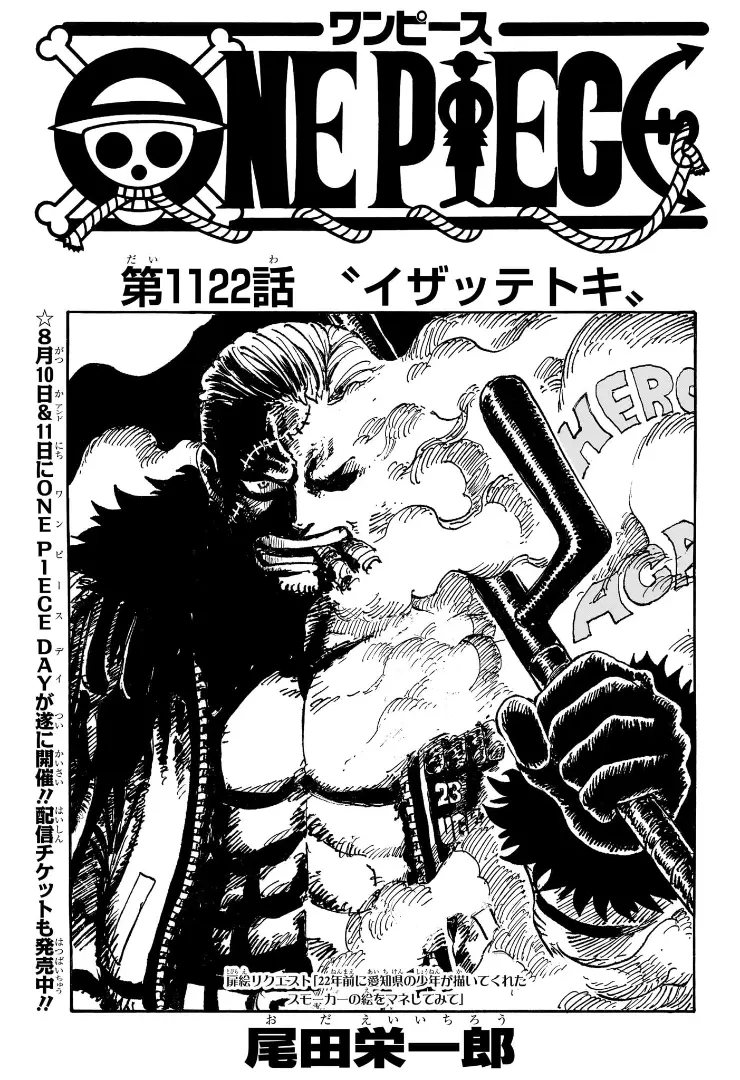 ワンピース
ONE PIECE
第1122話 〝イザッテトキ〟
☆8月10日&11日にONE PIECE DAYが遂に開催!!配信チケットも発売中!!
HERO
AGA
23
扉絵リクエスト「22年前に愛知県の少年が描いてくれた
スモーカーの絵をマネしてみて」
尾田栄一郎